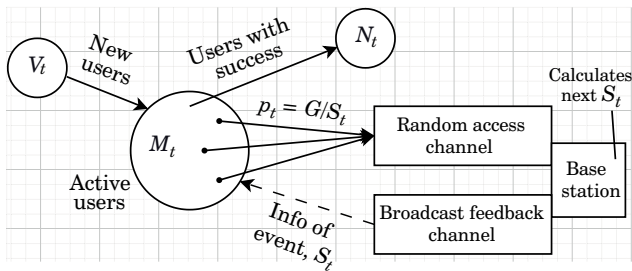 V_t
New
users
Users with
success
N_t
M_t
Active
users
p_t = G/S_t
Random access
channel
Calculates
next S_t
Base
station
Broadcast feedback
channel
Info of
event, S_t